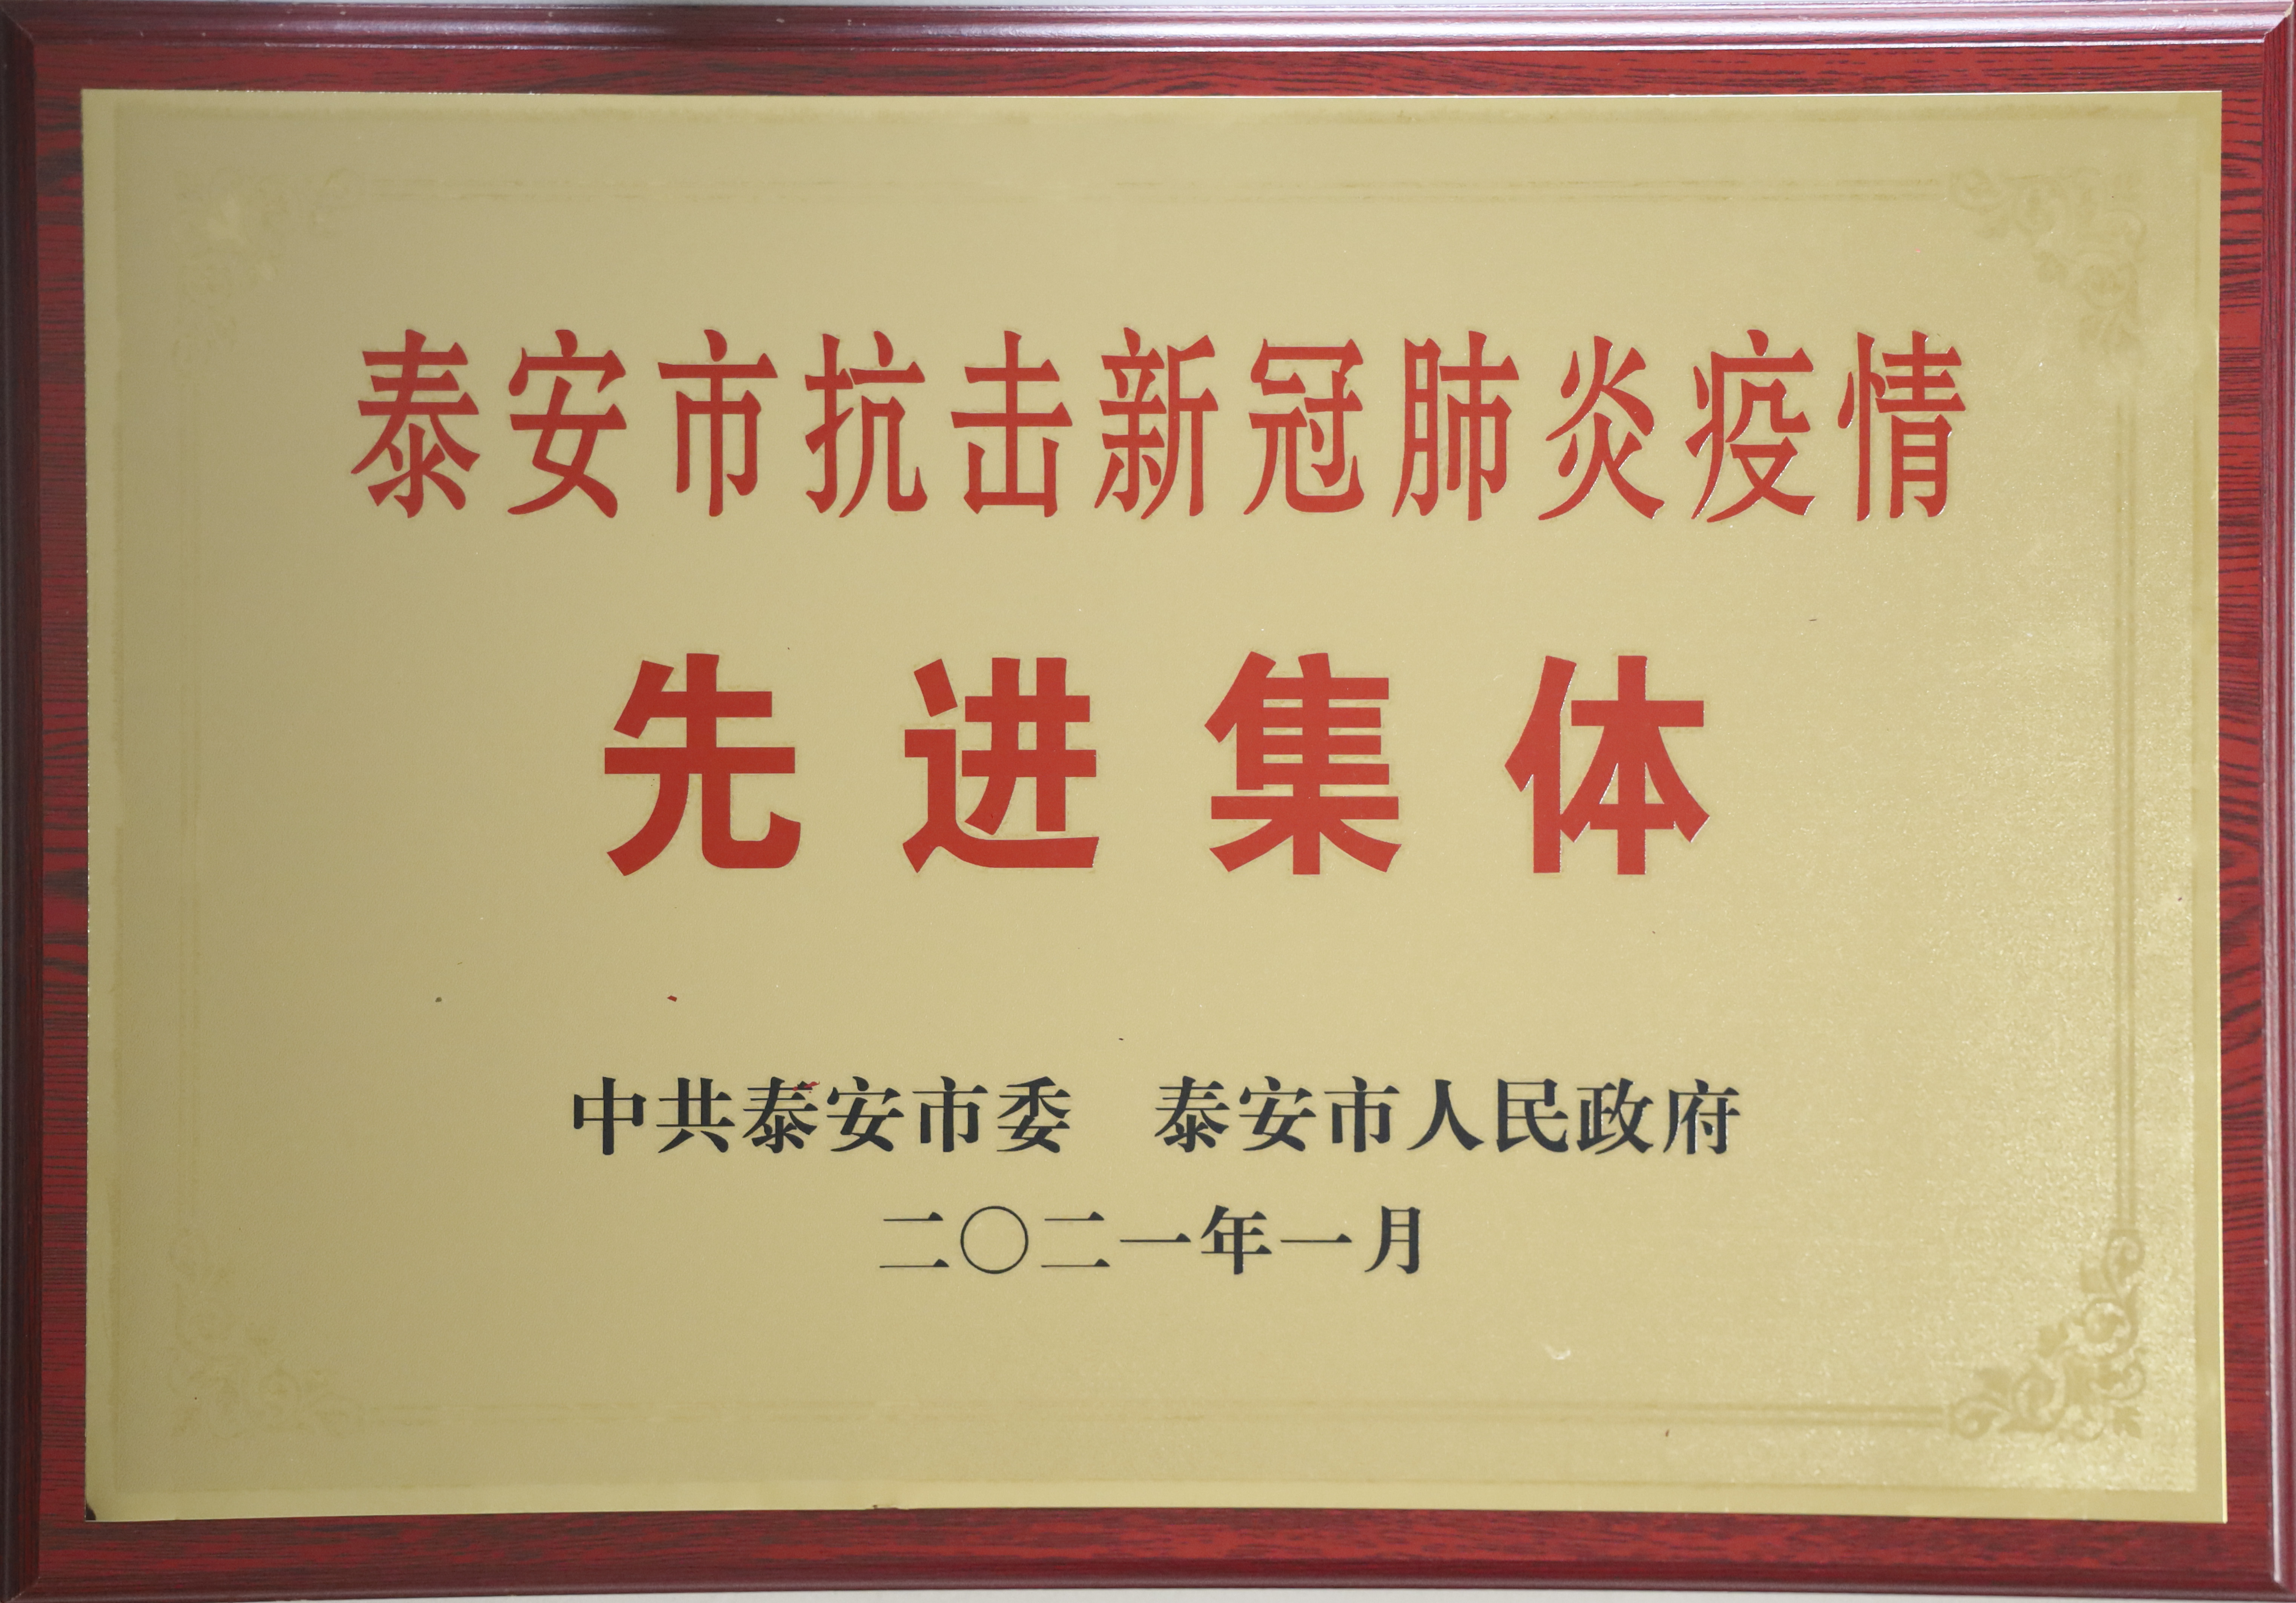 泰安市抗击新冠肺炎疫情
先进集体
中共泰安市委　泰安市人民政府
二〇二一年一月